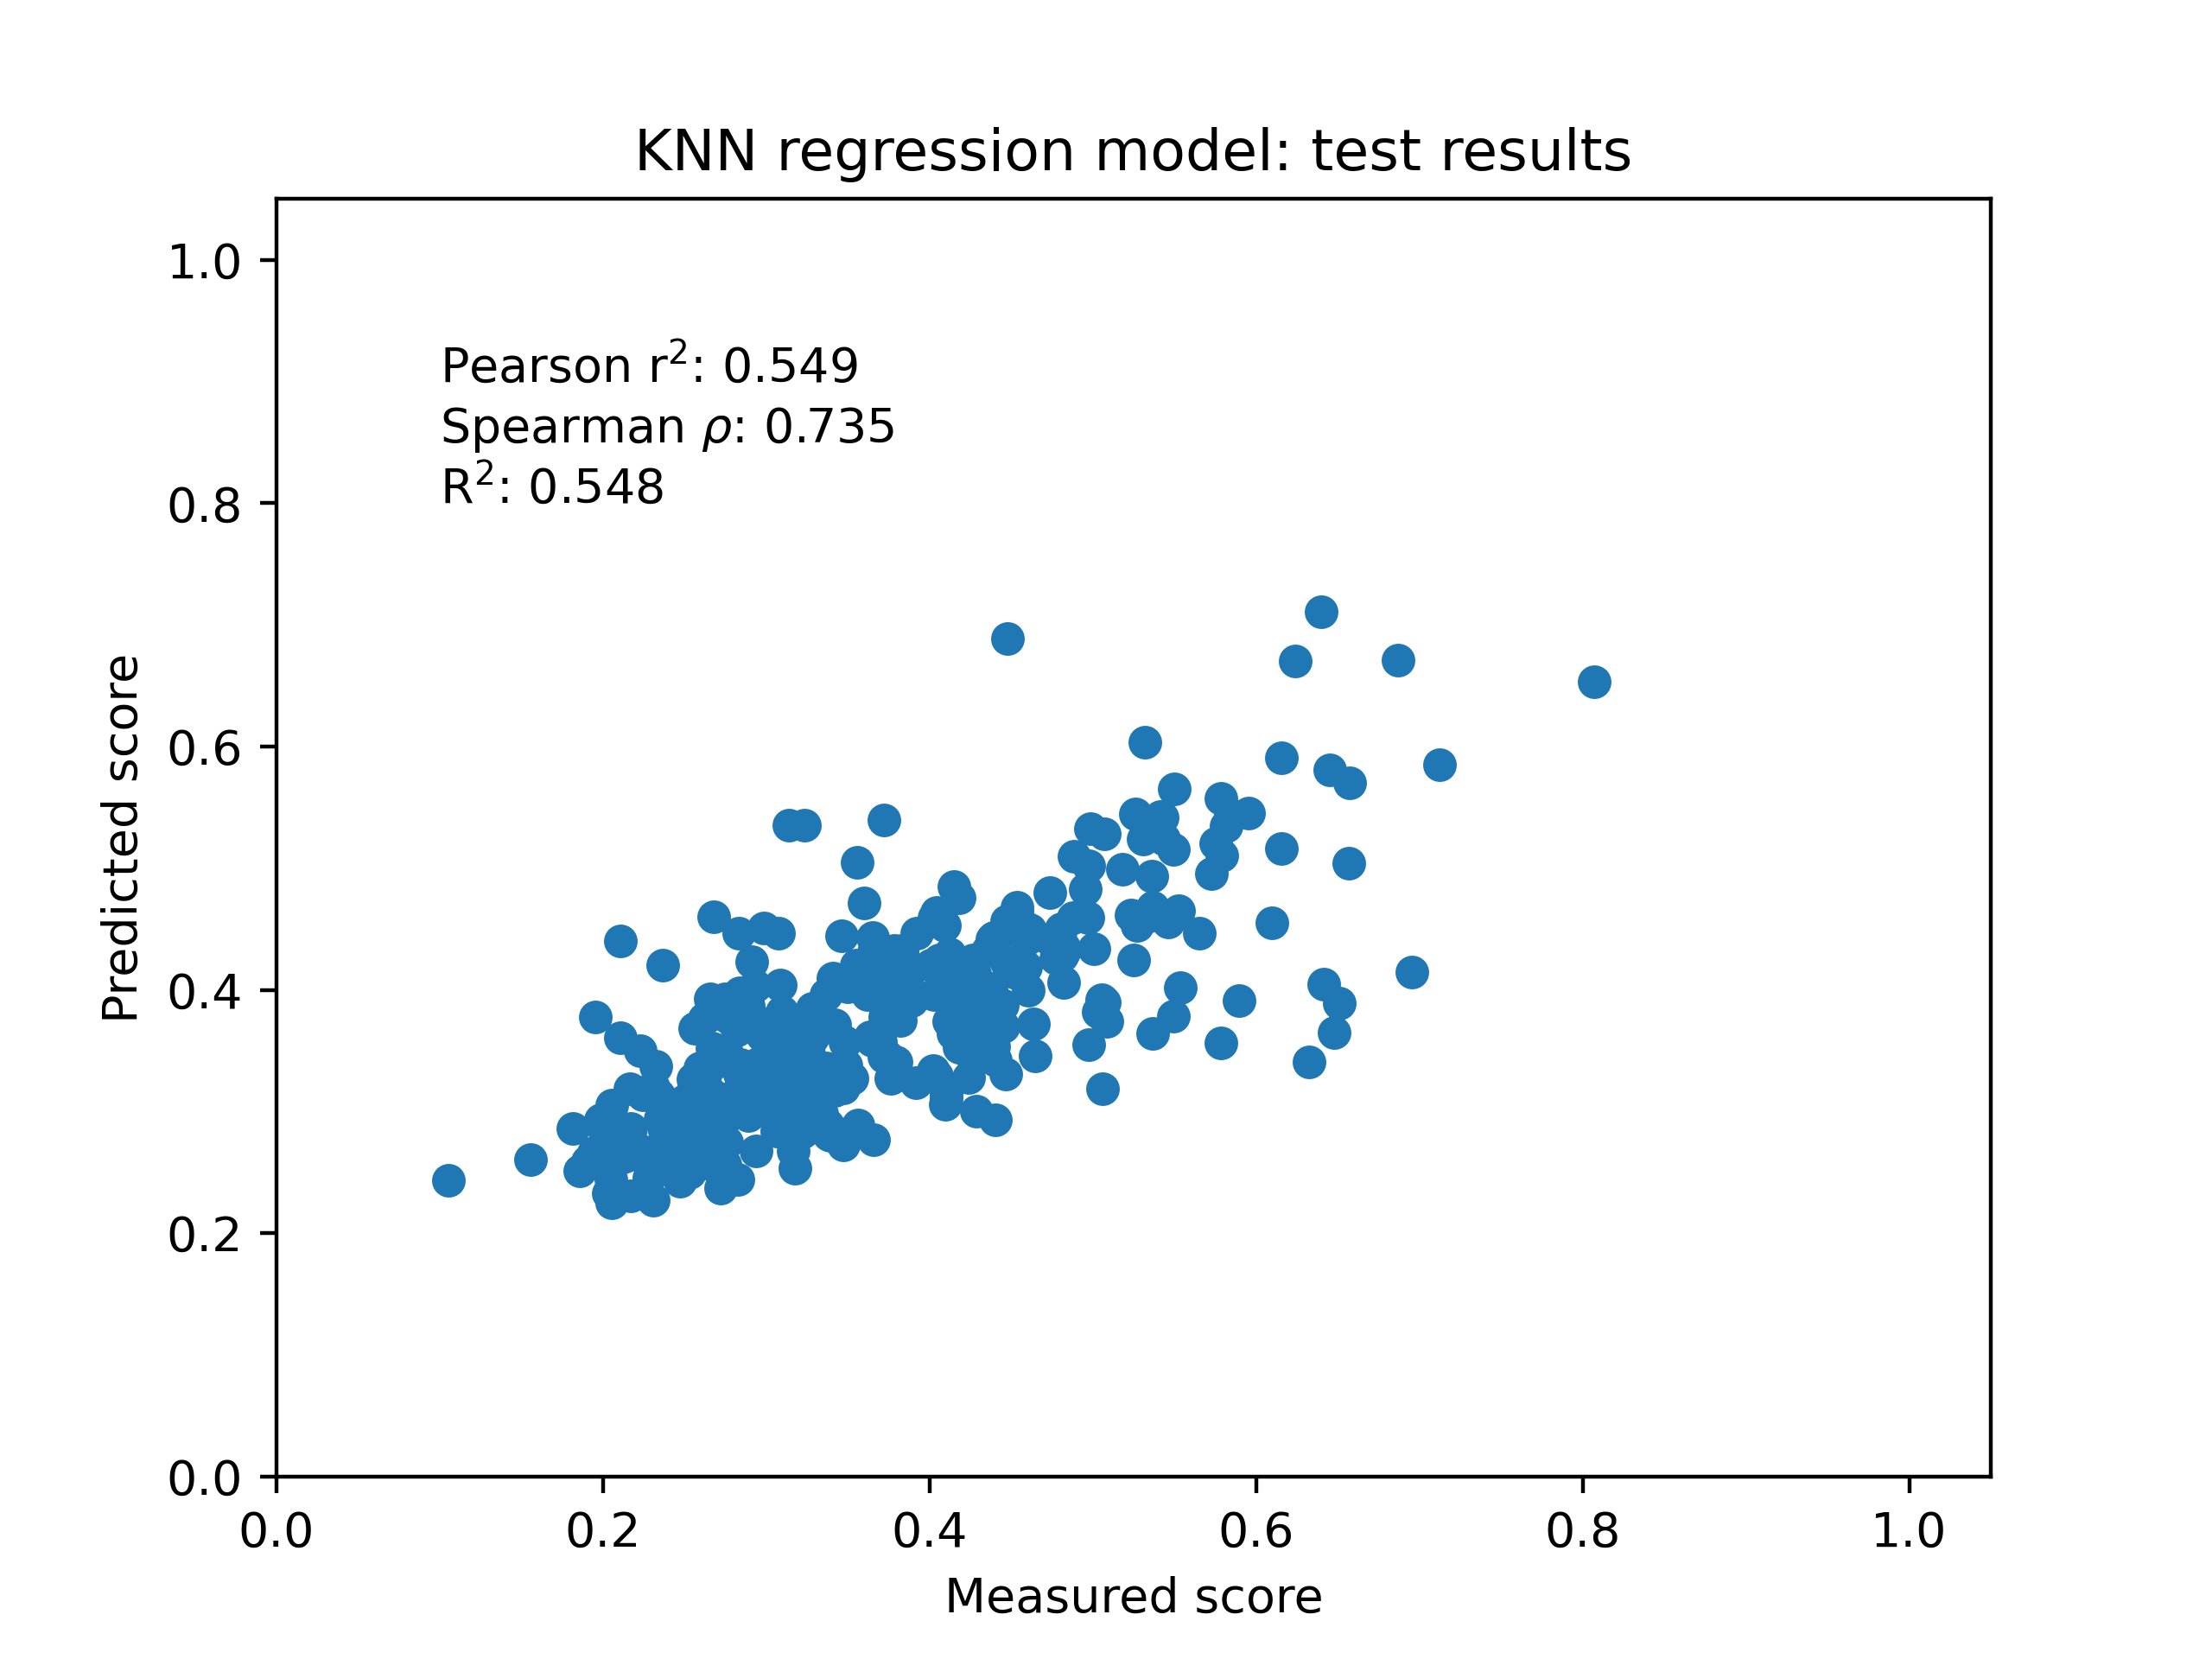 KNN regression model: test results
Pearson r²: 0.549
Spearman ρ: 0.735
R²: 0.548
1.0
0.8
0.6
0.4
0.2
0.0
Predicted score
0.0 0.2 0.4 0.6 0.8 1.0
Measured score